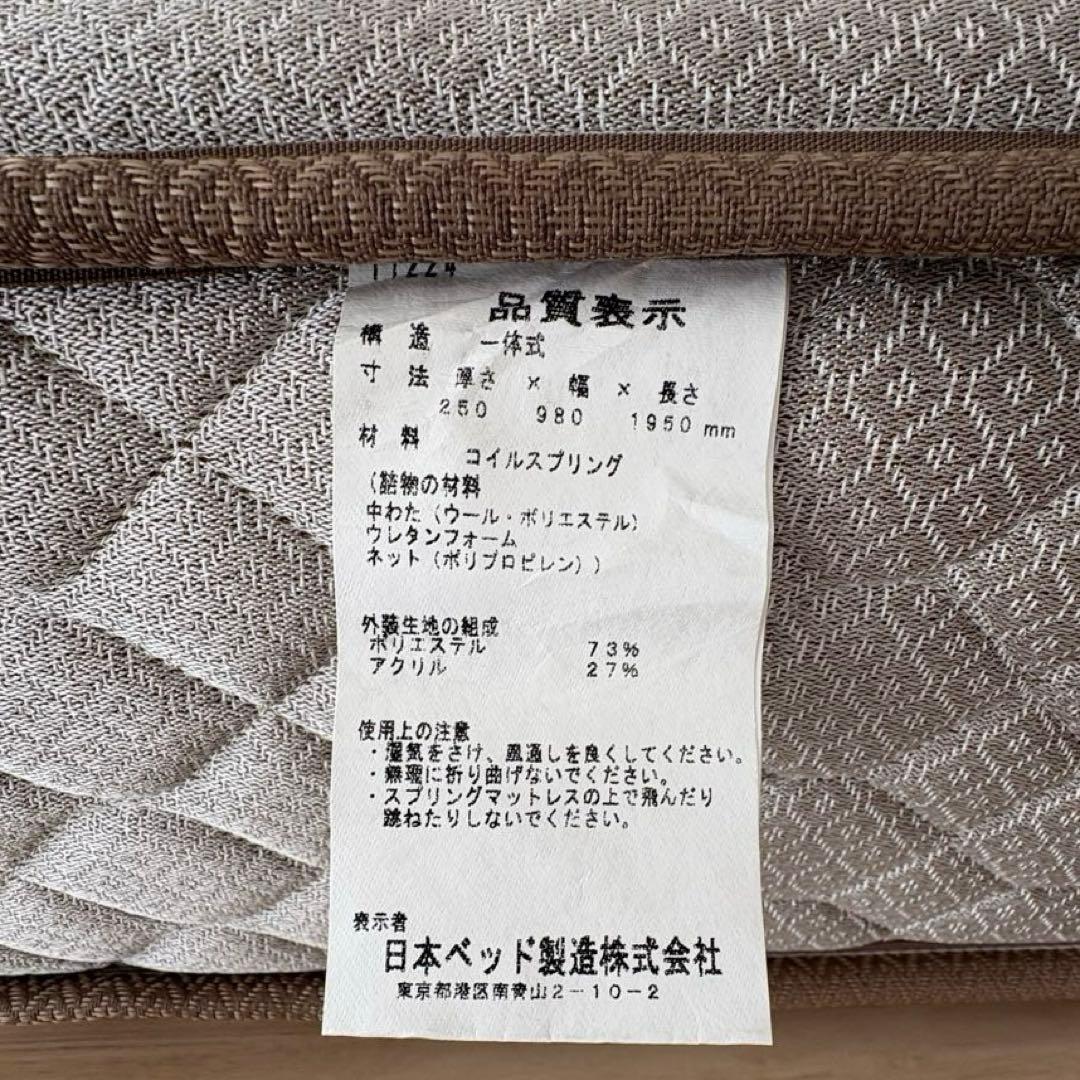 11224
品質表示
構造 一体式
寸法 厚さ × 幅 × 長さ
250 980 1950 mm
材料
コイルスプリング
(詰物の材料
中わた(ウール・ポリエステル)
ウレタンフォーム
ネット(ポリプロピレン))
外装生地の組成
ポリエステル 73%
アクリル 27%
使用上の注意
・湿気をさけ、風通しを良くしてください。
・無理に折り曲げないでください。
・スプリングマットレスの上で飛んだり
跳ねたりしないでください。
表示者
日本ベッド製造株式会社
東京都港区南青山2-10-2